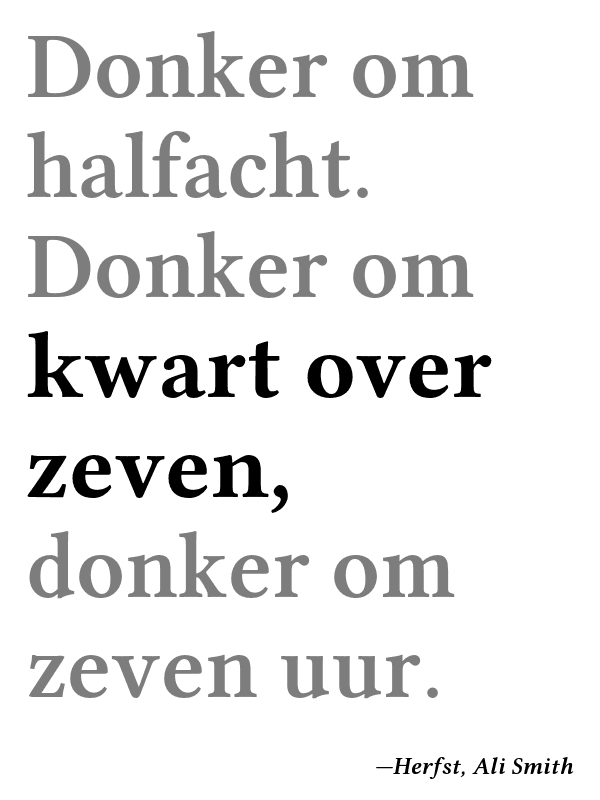 Donker om
halfacht.
Donker om
kwart over
zeven,
donker om
zeven uur.
—Herfst, Ali Smith